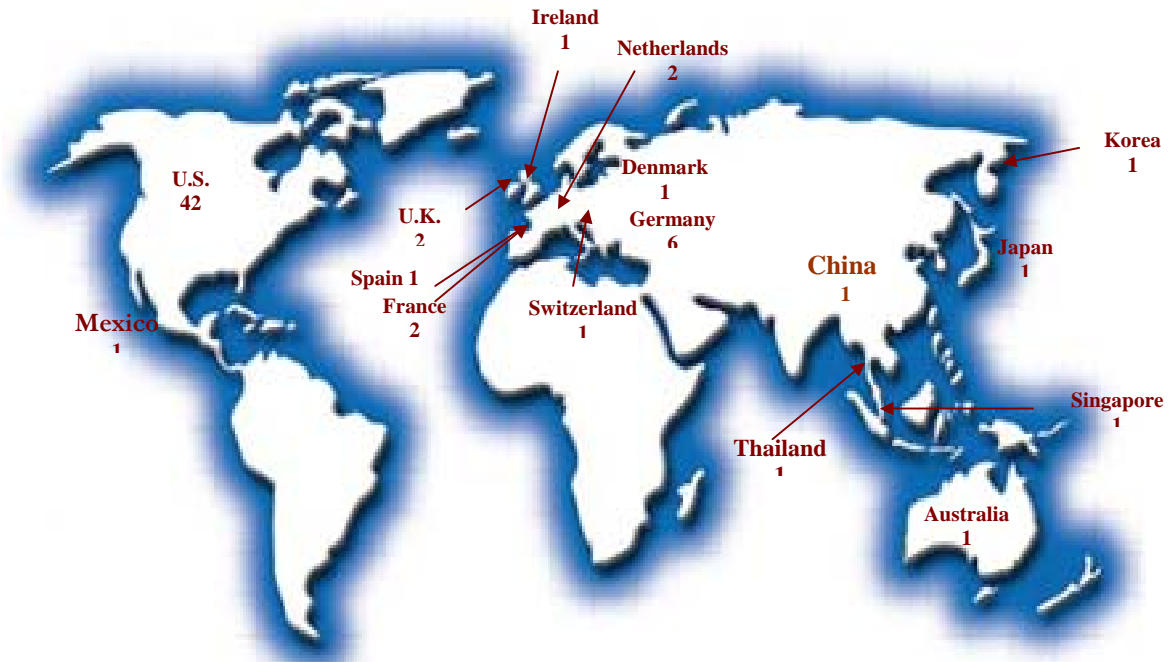 Ireland
1
Netherlands
2
Korea
1
Denmark
1
U.S.
42
U.K.
2
Germany
6
Japan
1
China
1
Spain 1
France
2
Switzerland
1
Mexico
1
Singapore
1
Thailand
1
Australia
1